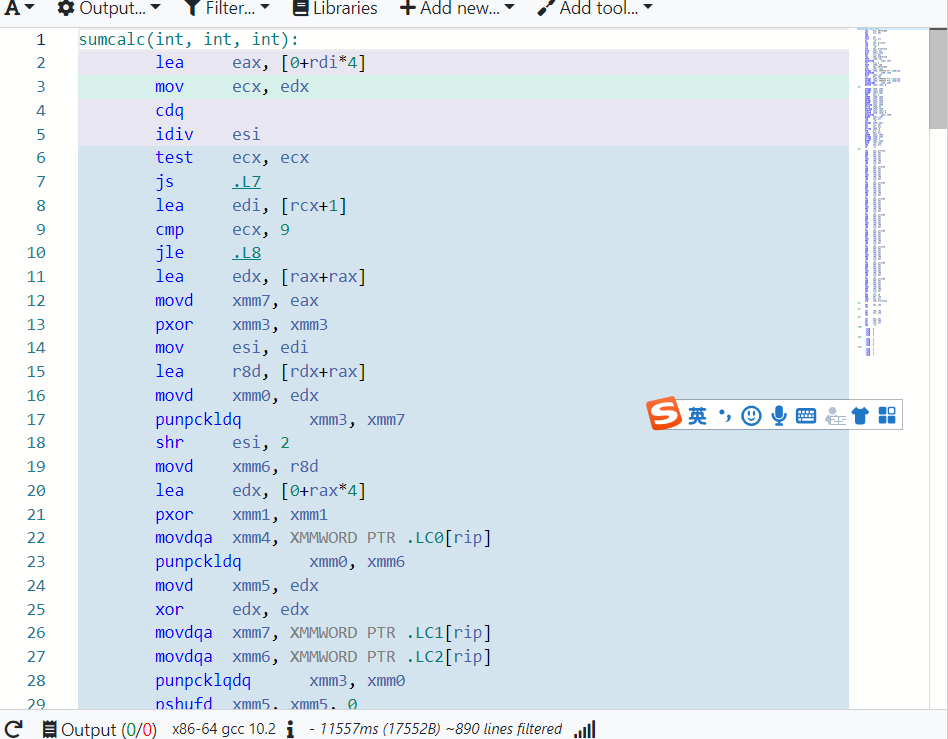 A Output... Filter... Libraries Add new... Add tool...
1 sumcalc(int, int, int):
2 lea eax, [0+rdi*4]
3 mov ecx, edx
4 cdq
5 idiv esi
6 test ecx, ecx
7 js .L7
8 lea edi, [rcx+1]
9 cmp ecx, 9
10 jle .L8
11 lea edx, [rax+rax]
12 movd xmm7, eax
13 pxor xmm3, xmm3
14 mov esi, edi
15 lea r8d, [rdx+rax]
16 movd xmm0, edx
17 punpckldq xmm3, xmm7
18 shr esi, 2
19 movd xmm6, r8d
20 lea edx, [0+rax*4]
21 pxor xmm1, xmm1
22 movdqa xmm4, XMMWORD PTR .LC0[rip]
23 punpckldq xmm0, xmm6
24 movd xmm5, edx
25 xor edx, edx
26 movdqa xmm7, XMMWORD PTR .LC1[rip]
27 movdqa xmm6, XMMWORD PTR .LC2[rip]
28 punpcklqdq xmm3, xmm0
29 pshufd xmm5, xmm5, 0
S 英
Output (0/0) x86-64 gcc 10.2 i - 11557ms (17552B) ~890 lines filtered